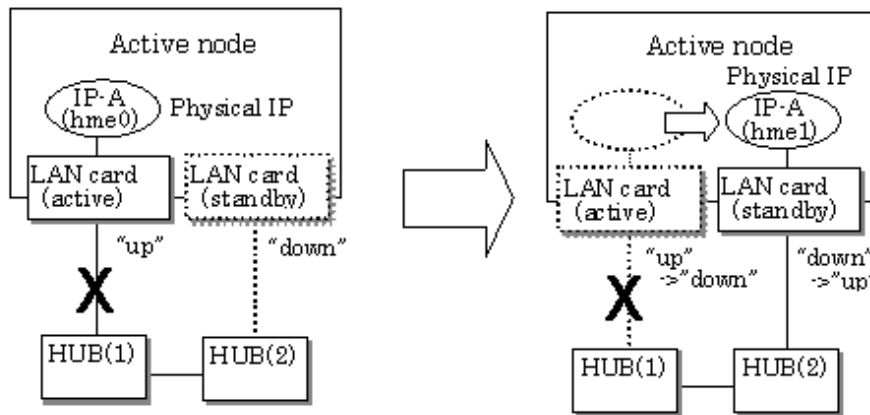 Active node
IP-A
(hme0)
Physical IP
LAN card
(active)
LAN card
(standby)
“up”
“down”
HUB(1)
HUB(2)
Active node
Physical IP
IP-A
(hme1)
LAN card
(active)
LAN card
(standby)
“up”
->”down”
“down”
->”up”
HUB(1)
HUB(2)